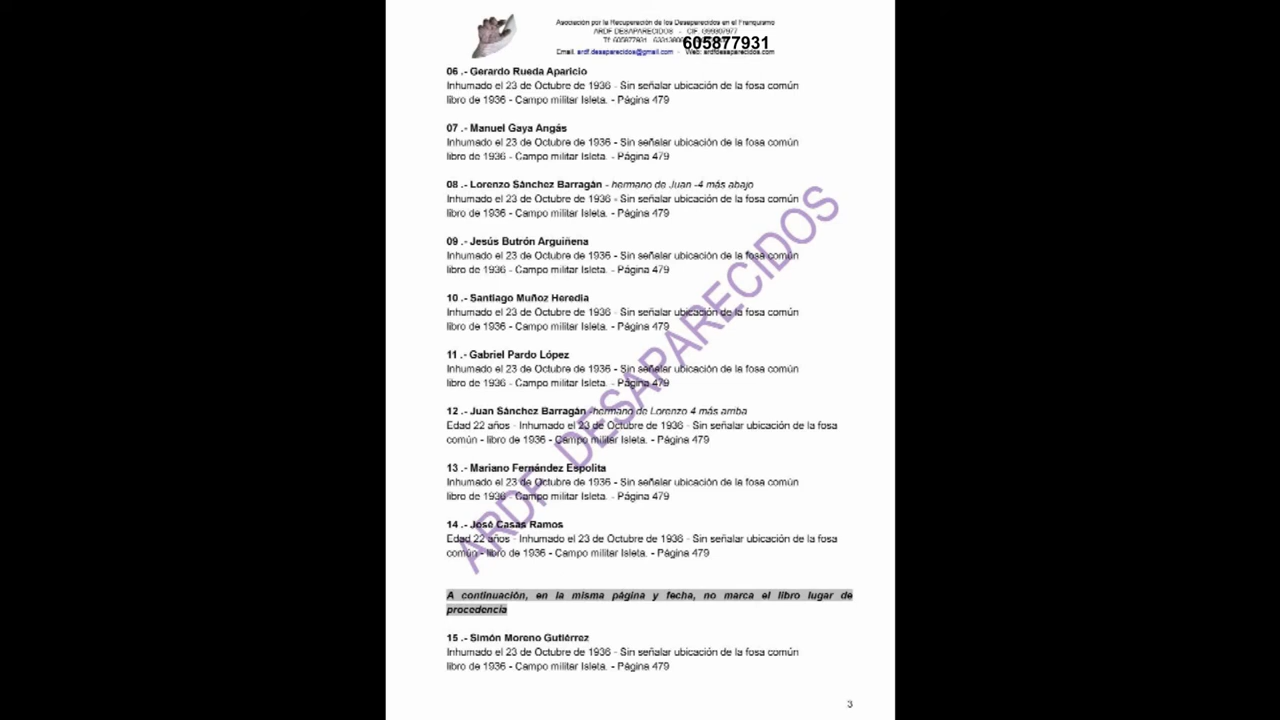 Asociación por la Recuperación de los Desaparecidos en el Franquismo
ARDF DESAPARECIDOS - CIF.
Tf. 605877931
605877931
Email. ardf.desaparecidos@gmail.com - Web: ardfdesaparecidos.com
06 .- Gerardo Rueda Aparicio
Inhumado el 23 de Octubre de 1936 - Sin señalar ubicación de la fosa común
libro de 1936 - Campo militar Isleta. - Página 479
07 .- Manuel Gaya Angás
Inhumado el 23 de Octubre de 1936 - Sin señalar ubicación de la fosa común
libro de 1936 - Campo militar Isleta. - Página 479
08 .- Lorenzo Sánchez Barragán - hermano de Juan -4 más abajo
Inhumado el 23 de Octubre de 1936 - Sin señalar ubicación de la fosa común
libro de 1936 - Campo militar Isleta. - Página 479
09 .- Jesús Butrón Arguiñena
Inhumado el 23 de Octubre de 1936 - Sin señalar ubicación de la fosa común
libro de 1936 - Campo militar Isleta. - Página 479
10 .- Santiago Muñoz Heredia
Inhumado el 23 de Octubre de 1936 - Sin señalar ubicación de la fosa común
libro de 1936 - Campo militar Isleta. - Página 479
11 .- Gabriel Pardo López
Inhumado el 23 de Octubre de 1936 - Sin señalar ubicación de la fosa común
libro de 1936 - Campo militar Isleta. - Página 479
12 .- Juan Sánchez Barragán -hermano de Lorenzo 4 más arriba
Edad 22 años - Inhumado el 23 de Octubre de 1936 - Sin señalar ubicación de la fosa
común - libro de 1936 - Campo militar Isleta. - Página 479
13 .- Mariano Fernández Espolita
Inhumado el 23 de Octubre de 1936 - Sin señalar ubicación de la fosa común
libro de 1936 - Campo militar Isleta. - Página 479
14 .- José Casas Ramos
Edad 22 años - Inhumado el 23 de Octubre de 1936 - Sin señalar ubicación de la fosa
común - libro de 1936 - Campo militar Isleta. - Página 479
A continuación, en la misma página y fecha, no marca el libro lugar de
procedencia
15 .- Simón Moreno Gutiérrez
Inhumado el 23 de Octubre de 1936 - Sin señalar ubicación de la fosa común
libro de 1936 - Campo militar Isleta. - Página 479
3
ARDF DESAPARECIDOS